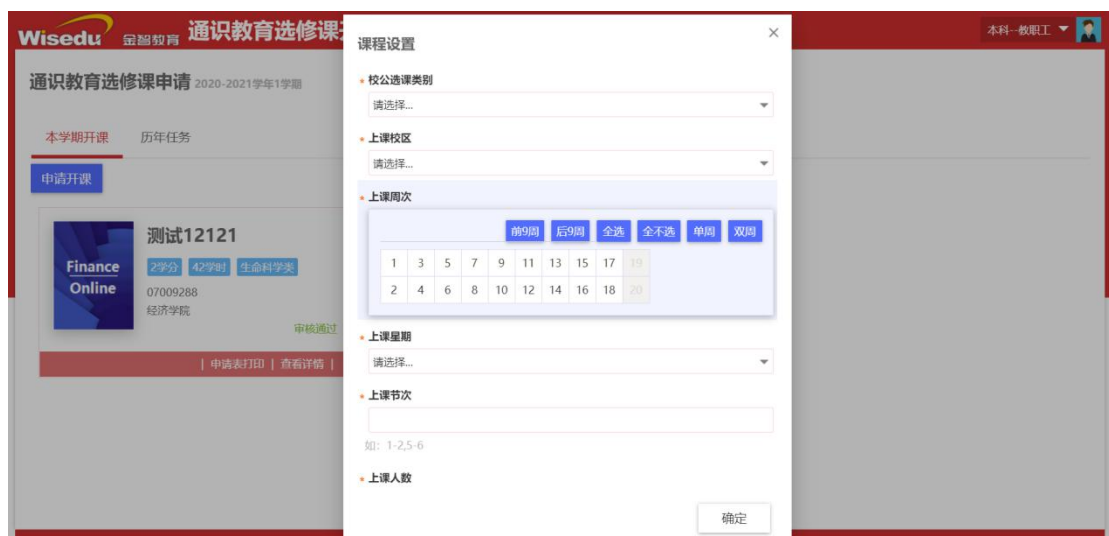 Wisedu 金智教育 通识教育选修课
本科--教职工
通识教育选修课申请 2020-2021学年1学期
本学期开课 历年任务
申请开课
Finance
Online
测试12121
2学分 42学时 生命科学类
07009288
经济学院
审核通过
| 申请表打印 | 查看详情 |
课程设置 ×
* 校公选课类别
请选择...
* 上课校区
请选择...
* 上课周次
前9周 后9周 全选 全不选 单周 双周
1 3 5 7 9 11 13 15 17 19
2 4 6 8 10 12 14 16 18 20
* 上课星期
请选择...
* 上课节次
如: 1-2,5-6
* 上课人数
确定